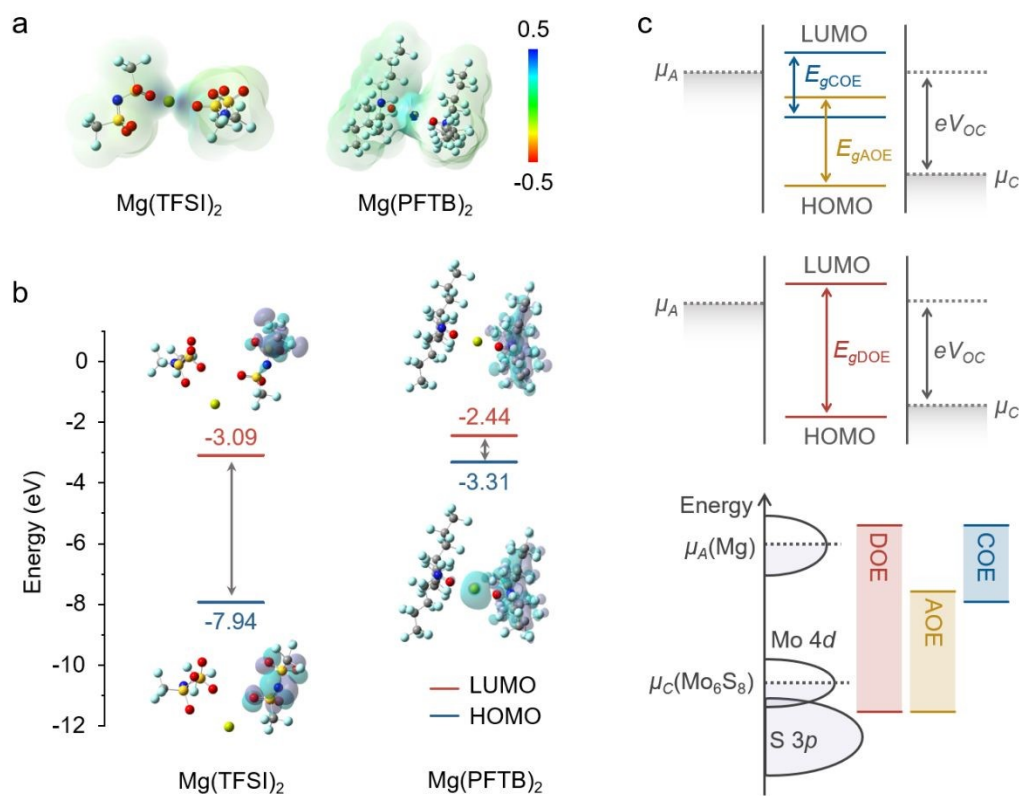 a
0.5
-0.5
Mg(TFSI)₂
Mg(PFTB)₂
b
Energy (eV)
0
-2
-4
-6
-8
-10
-12
-3.09
-7.94
-2.44
-3.31
LUMO
HOMO
Mg(TFSI)₂
Mg(PFTB)₂
c
LUMO
μA
EgCOE
EgAOE
eVOC
μC
HOMO
LUMO
μA
EgDOE
eVOC
μC
HOMO
Energy
μA(Mg)
Mo 4d
μC(Mo₆S₈)
S 3p
DOE
AOE
COE